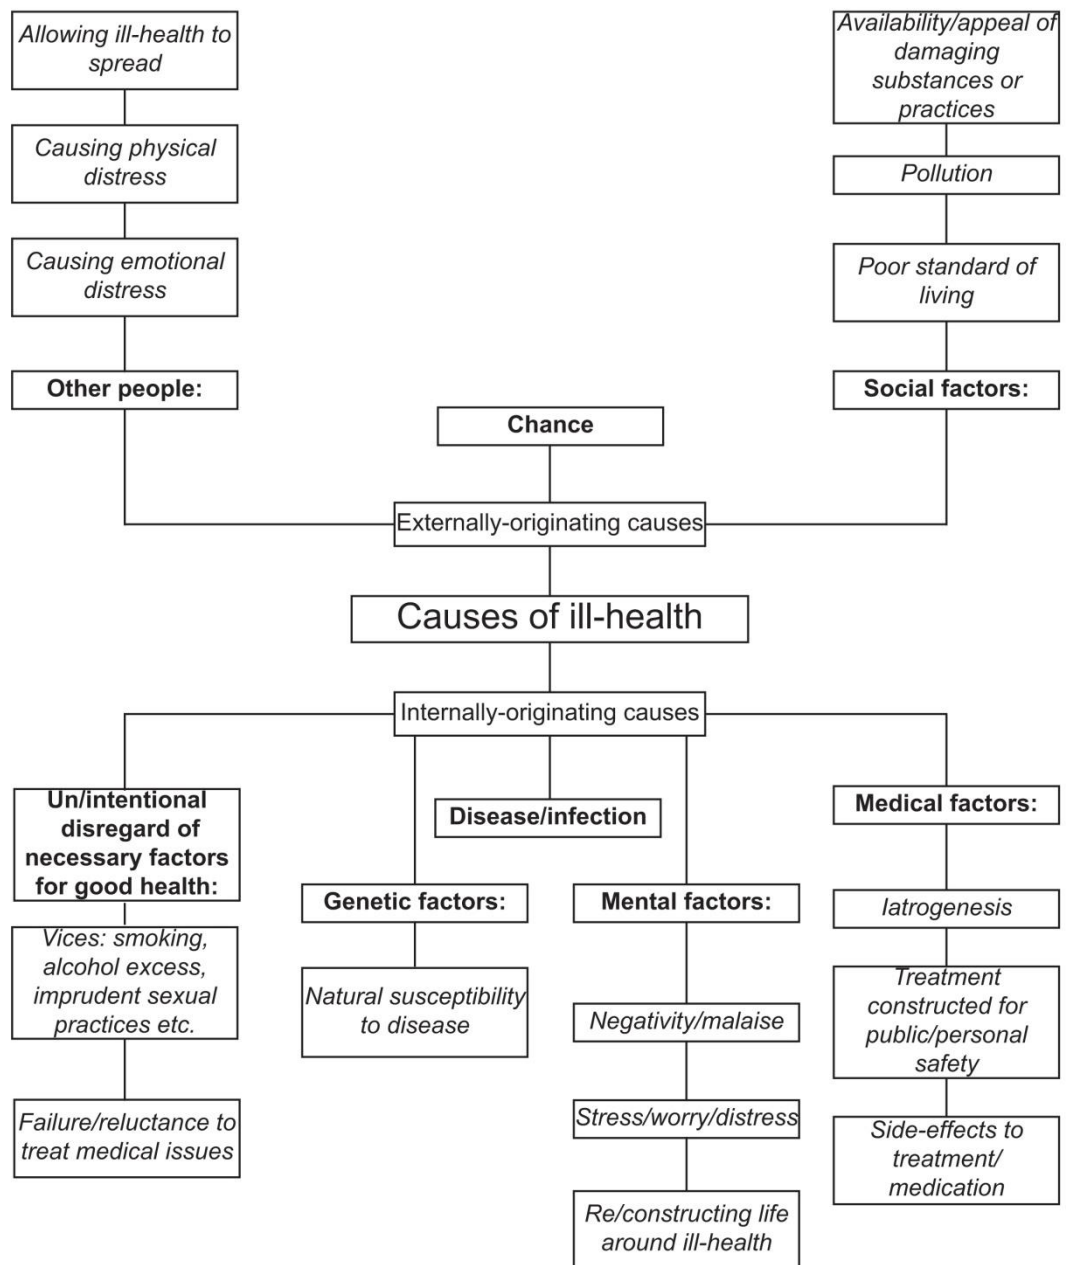 Allowing ill-health to
spread
Causing physical
distress
Causing emotional
distress
Other people:
Availability/appeal of
damaging
substances or
practices
Pollution
Poor standard of
living
Social factors:
Chance
Externally-originating causes
Causes of ill-health
Internally-originating causes
Un/intentional
disregard of
necessary factors
for good health:
Vices: smoking,
alcohol excess,
imprudent sexual
practices etc.
Failure/reluctance to
treat medical issues
Genetic factors:
Natural susceptibility
to disease
Disease/infection
Mental factors:
Negativity/malaise
Stress/worry/distress
Re/constructing life
around ill-health
Medical factors:
Iatrogenesis
Treatment
constructed for
public/personal
safety
Side-effects to
treatment/
medication